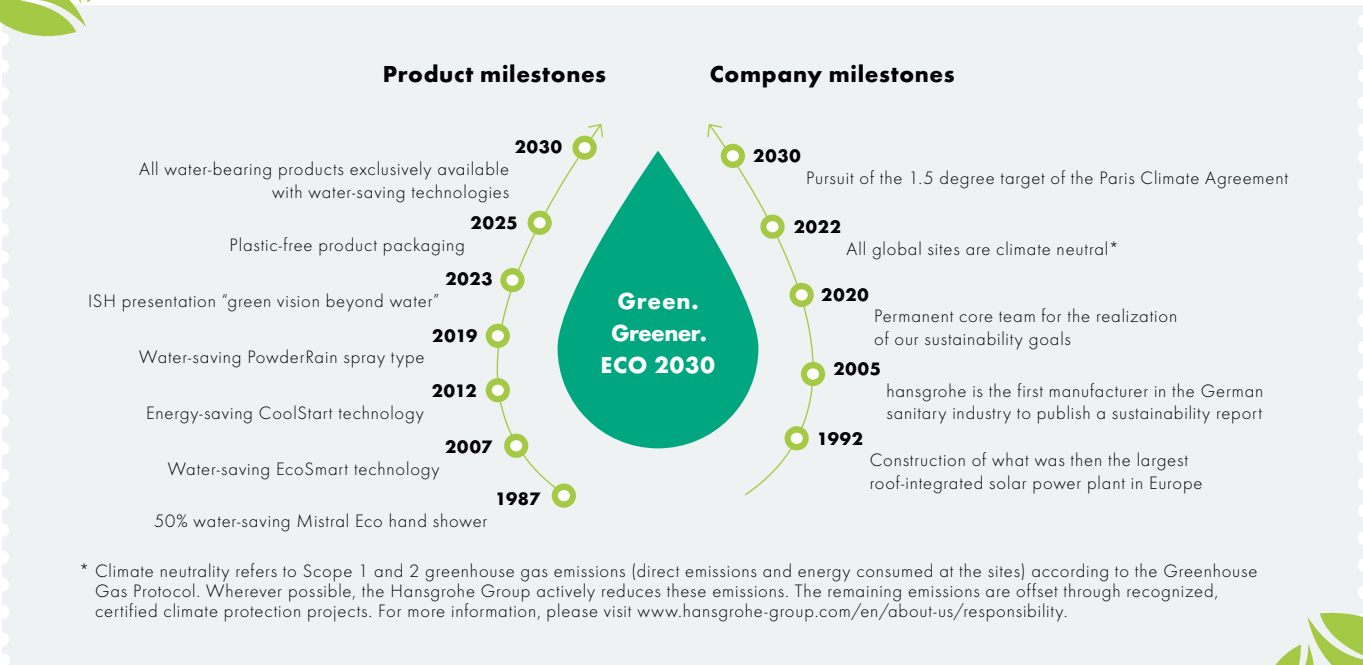 Product milestones
2030
All water-bearing products exclusively available
with water-saving technologies
2025
Plastic-free product packaging
2023
ISH presentation “green vision beyond water”
2019
Water-saving PowderRain spray type
2012
Energy-saving CoolStart technology
2007
Water-saving EcoSmart technology
1987
50% water-saving Mistral Eco hand shower
Green.
Greener.
ECO 2030
Company milestones
2030
Pursuit of the 1.5 degree target of the Paris Climate Agreement
2022
All global sites are climate neutral*
2020
Permanent core team for the realization
of our sustainability goals
2005
hansgrohe is the first manufacturer in the German
sanitary industry to publish a sustainability report
1992
Construction of what was then the largest
roof-integrated solar power plant in Europe
* Climate neutrality refers to Scope 1 and 2 greenhouse gas emissions (direct emissions and energy consumed at the sites) according to the Greenhouse
Gas Protocol. Wherever possible, the Hansgrohe Group actively reduces these emissions. The remaining emissions are offset through recognized,
certified climate protection projects. For more information, please visit www.hansgrohe-group.com/en/about-us/responsibility.